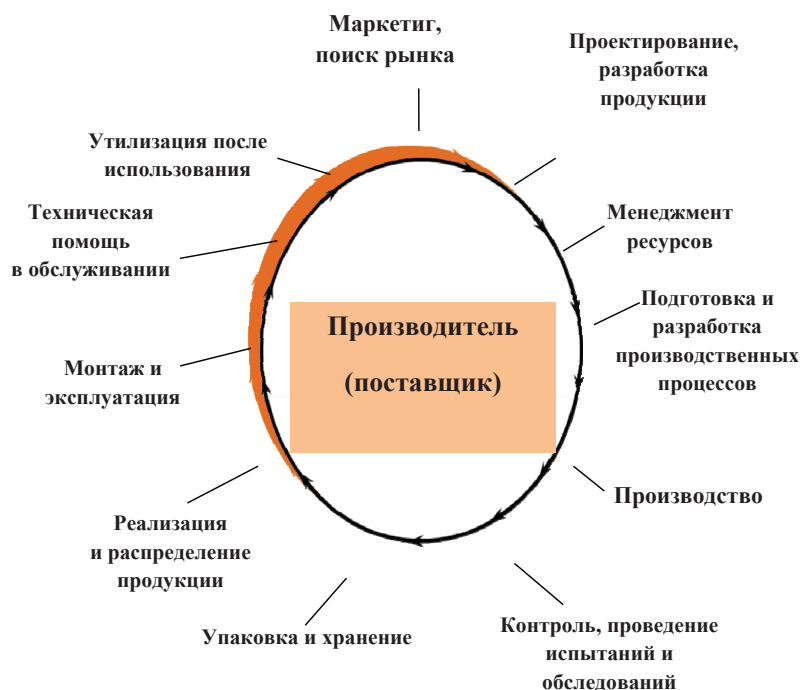 Маркетиг,
поиск рынка
Проектирование,
разработка
продукции
Менеджмент
ресурсов
Подготовка и
разработка
производственных
процессов
Производство
Контроль, проведение
испытаний и
обследований
Упаковка и хранение
Реализация
и распределение
продукции
Монтаж и
эксплуатация
Техническая
помощь
в обслуживании
Утилизация после
использования
Производитель
(поставщик)